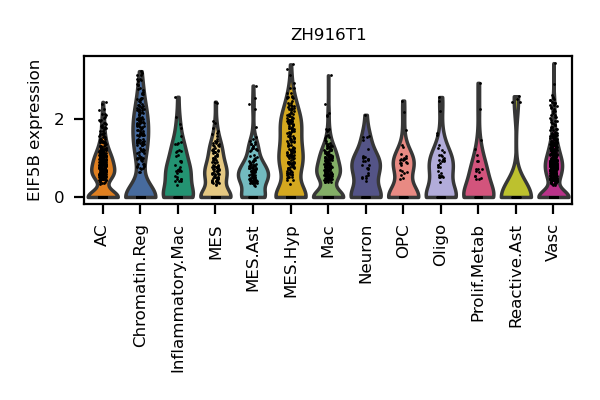 ZH916T1
EIF5B expression
2
0
AC
Chromatin.Reg
Inflammatory.Mac
MES
MES.Ast
MES.Hyp
Mac
Neuron
OPC
Oligo
Prolif.Metab
Reactive.Ast
Vasc